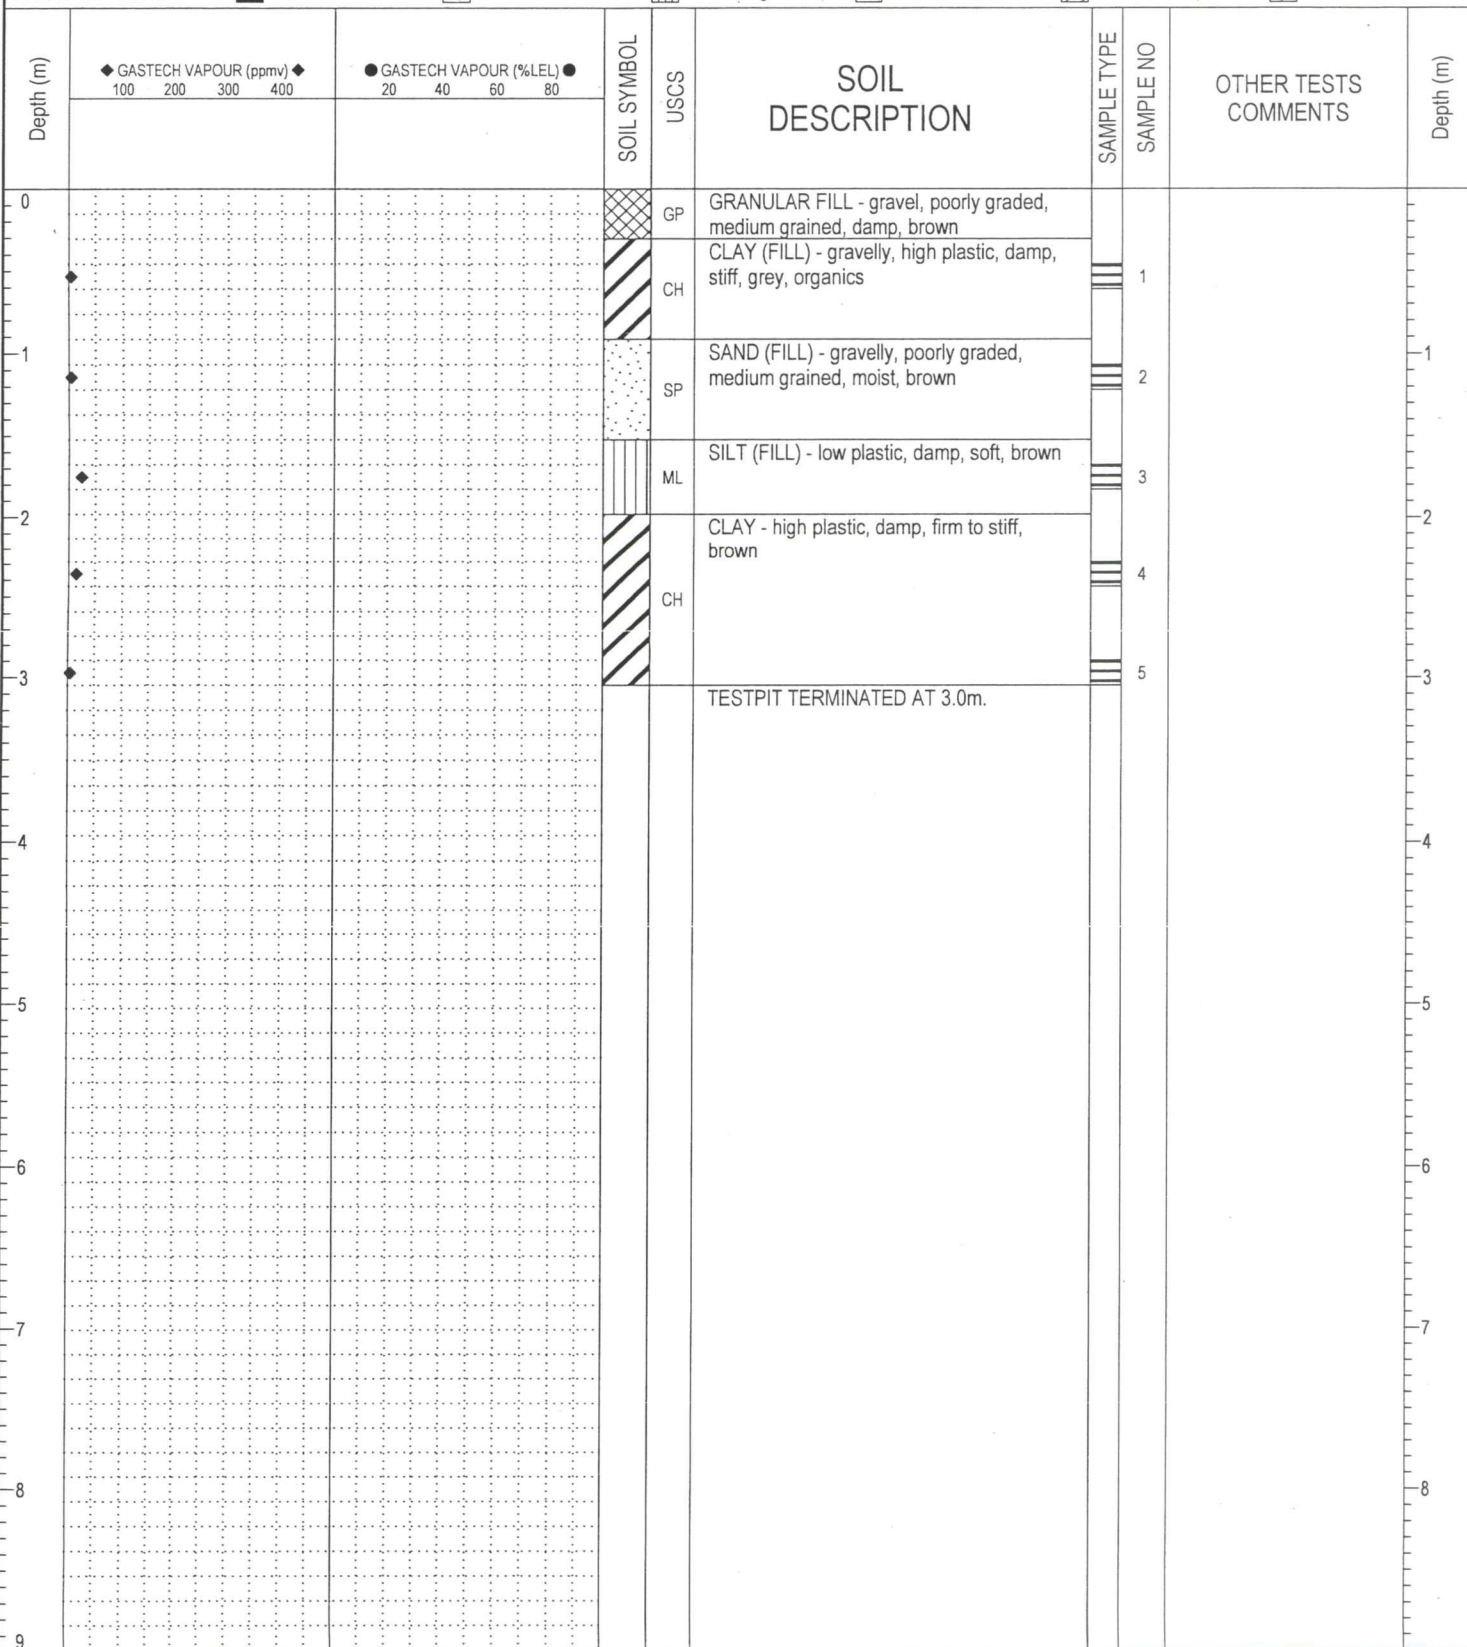 Depth (m)
◆ GASTECH VAPOUR (ppmv) ◆
100 200 300 400
● GASTECH VAPOUR (%LEL) ●
20 40 60 80
SOIL SYMBOL
USCS
SOIL
DESCRIPTION
SAMPLE TYPE
SAMPLE NO
OTHER TESTS
COMMENTS
Depth (m)
0
GP
GRANULAR FILL - gravel, poorly graded,
medium grained, damp, brown
CH
CLAY (FILL) - gravelly, high plastic, damp,
stiff, grey, organics
1
1
SP
SAND (FILL) - gravelly, poorly graded,
medium grained, moist, brown
2
1
ML
SILT (FILL) - low plastic, damp, soft, brown
3
2
CH
CLAY - high plastic, damp, firm to stiff,
brown
4
2
3
5
3
TESTPIT TERMINATED AT 3.0m.
4
4
5
5
6
6
7
7
8
8
9